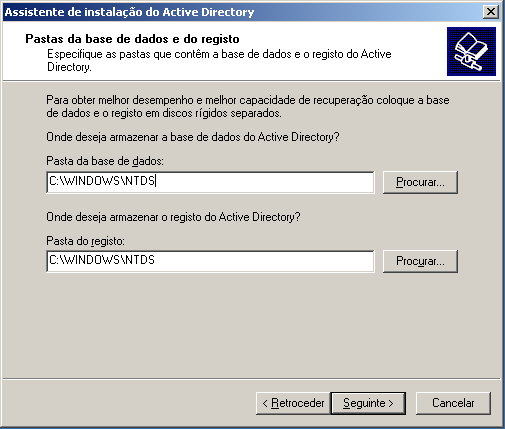 Assistente de instalação do Active Directory
Pastas da base de dados e do registo
Especifique as pastas que contêm a base de dados e o registo do Active
Directory.
Para obter melhor desempenho e melhor capacidade de recuperação coloque a base
de dados e o registo em discos rígidos separados.
Onde deseja armazenar a base de dados do Active Directory?
Pasta da base de dados:
C:\WINDOWS\NTDS
Procurar...
Onde deseja armazenar o registo do Active Directory?
Pasta do registo:
C:\WINDOWS\NTDS
Procurar...
< Retroceder
Seguinte >
Cancelar